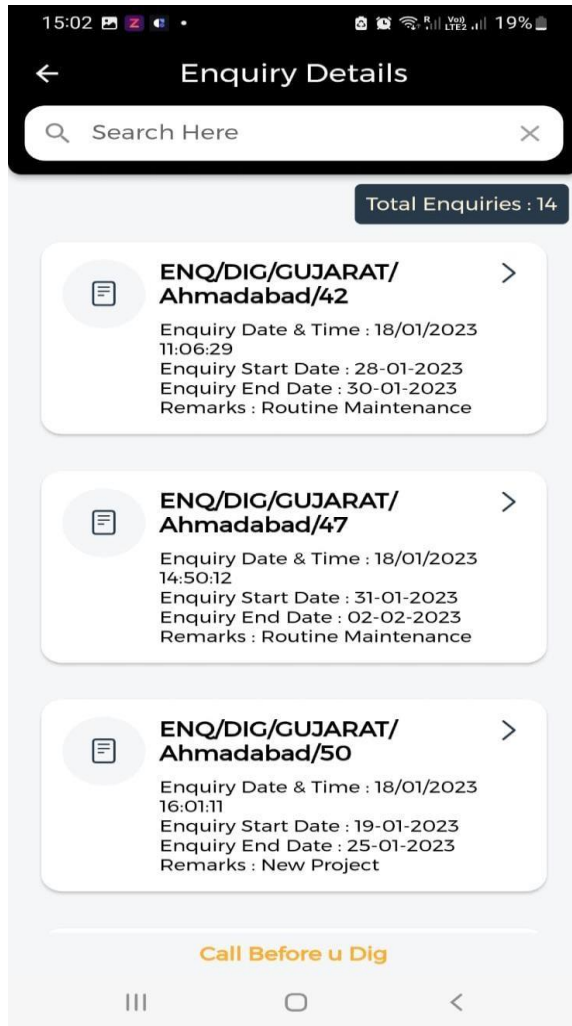 15:02 Z R VoD LTE2 19%
Enquiry Details
Search Here
Total Enquiries : 14
ENQ/DIG/GUJARAT/
Ahmadabad/42
Enquiry Date & Time : 18/01/2023
11:06:29
Enquiry Start Date : 28-01-2023
Enquiry End Date : 30-01-2023
Remarks : Routine Maintenance
ENQ/DIG/GUJARAT/
Ahmadabad/47
Enquiry Date & Time : 18/01/2023
14:50:12
Enquiry Start Date : 31-01-2023
Enquiry End Date : 02-02-2023
Remarks : Routine Maintenance
ENQ/DIG/GUJARAT/
Ahmadabad/50
Enquiry Date & Time : 18/01/2023
16:01:11
Enquiry Start Date : 19-01-2023
Enquiry End Date : 25-01-2023
Remarks : New Project
Call Before u Dig